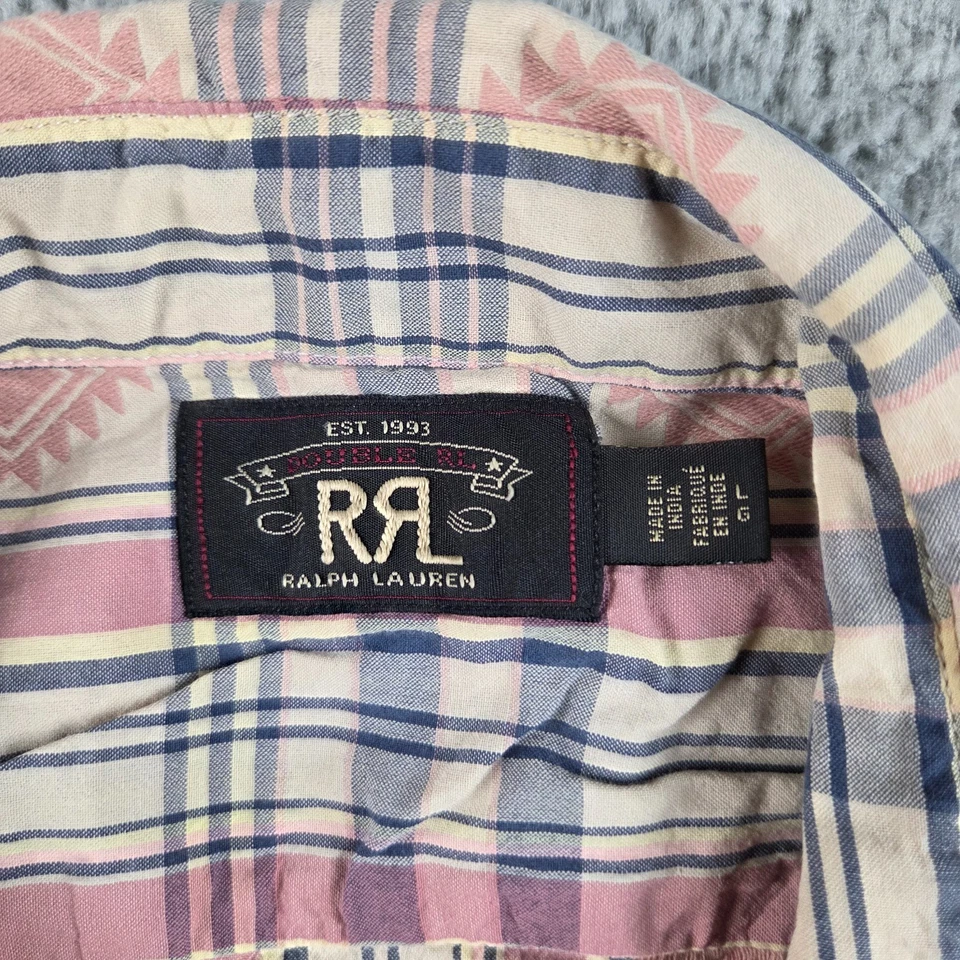 EST. 1993
DOUBLE RL
RRL
RALPH LAUREN
MADE IN
INDIA
FABRIQUÉ
EN INDE
L
G